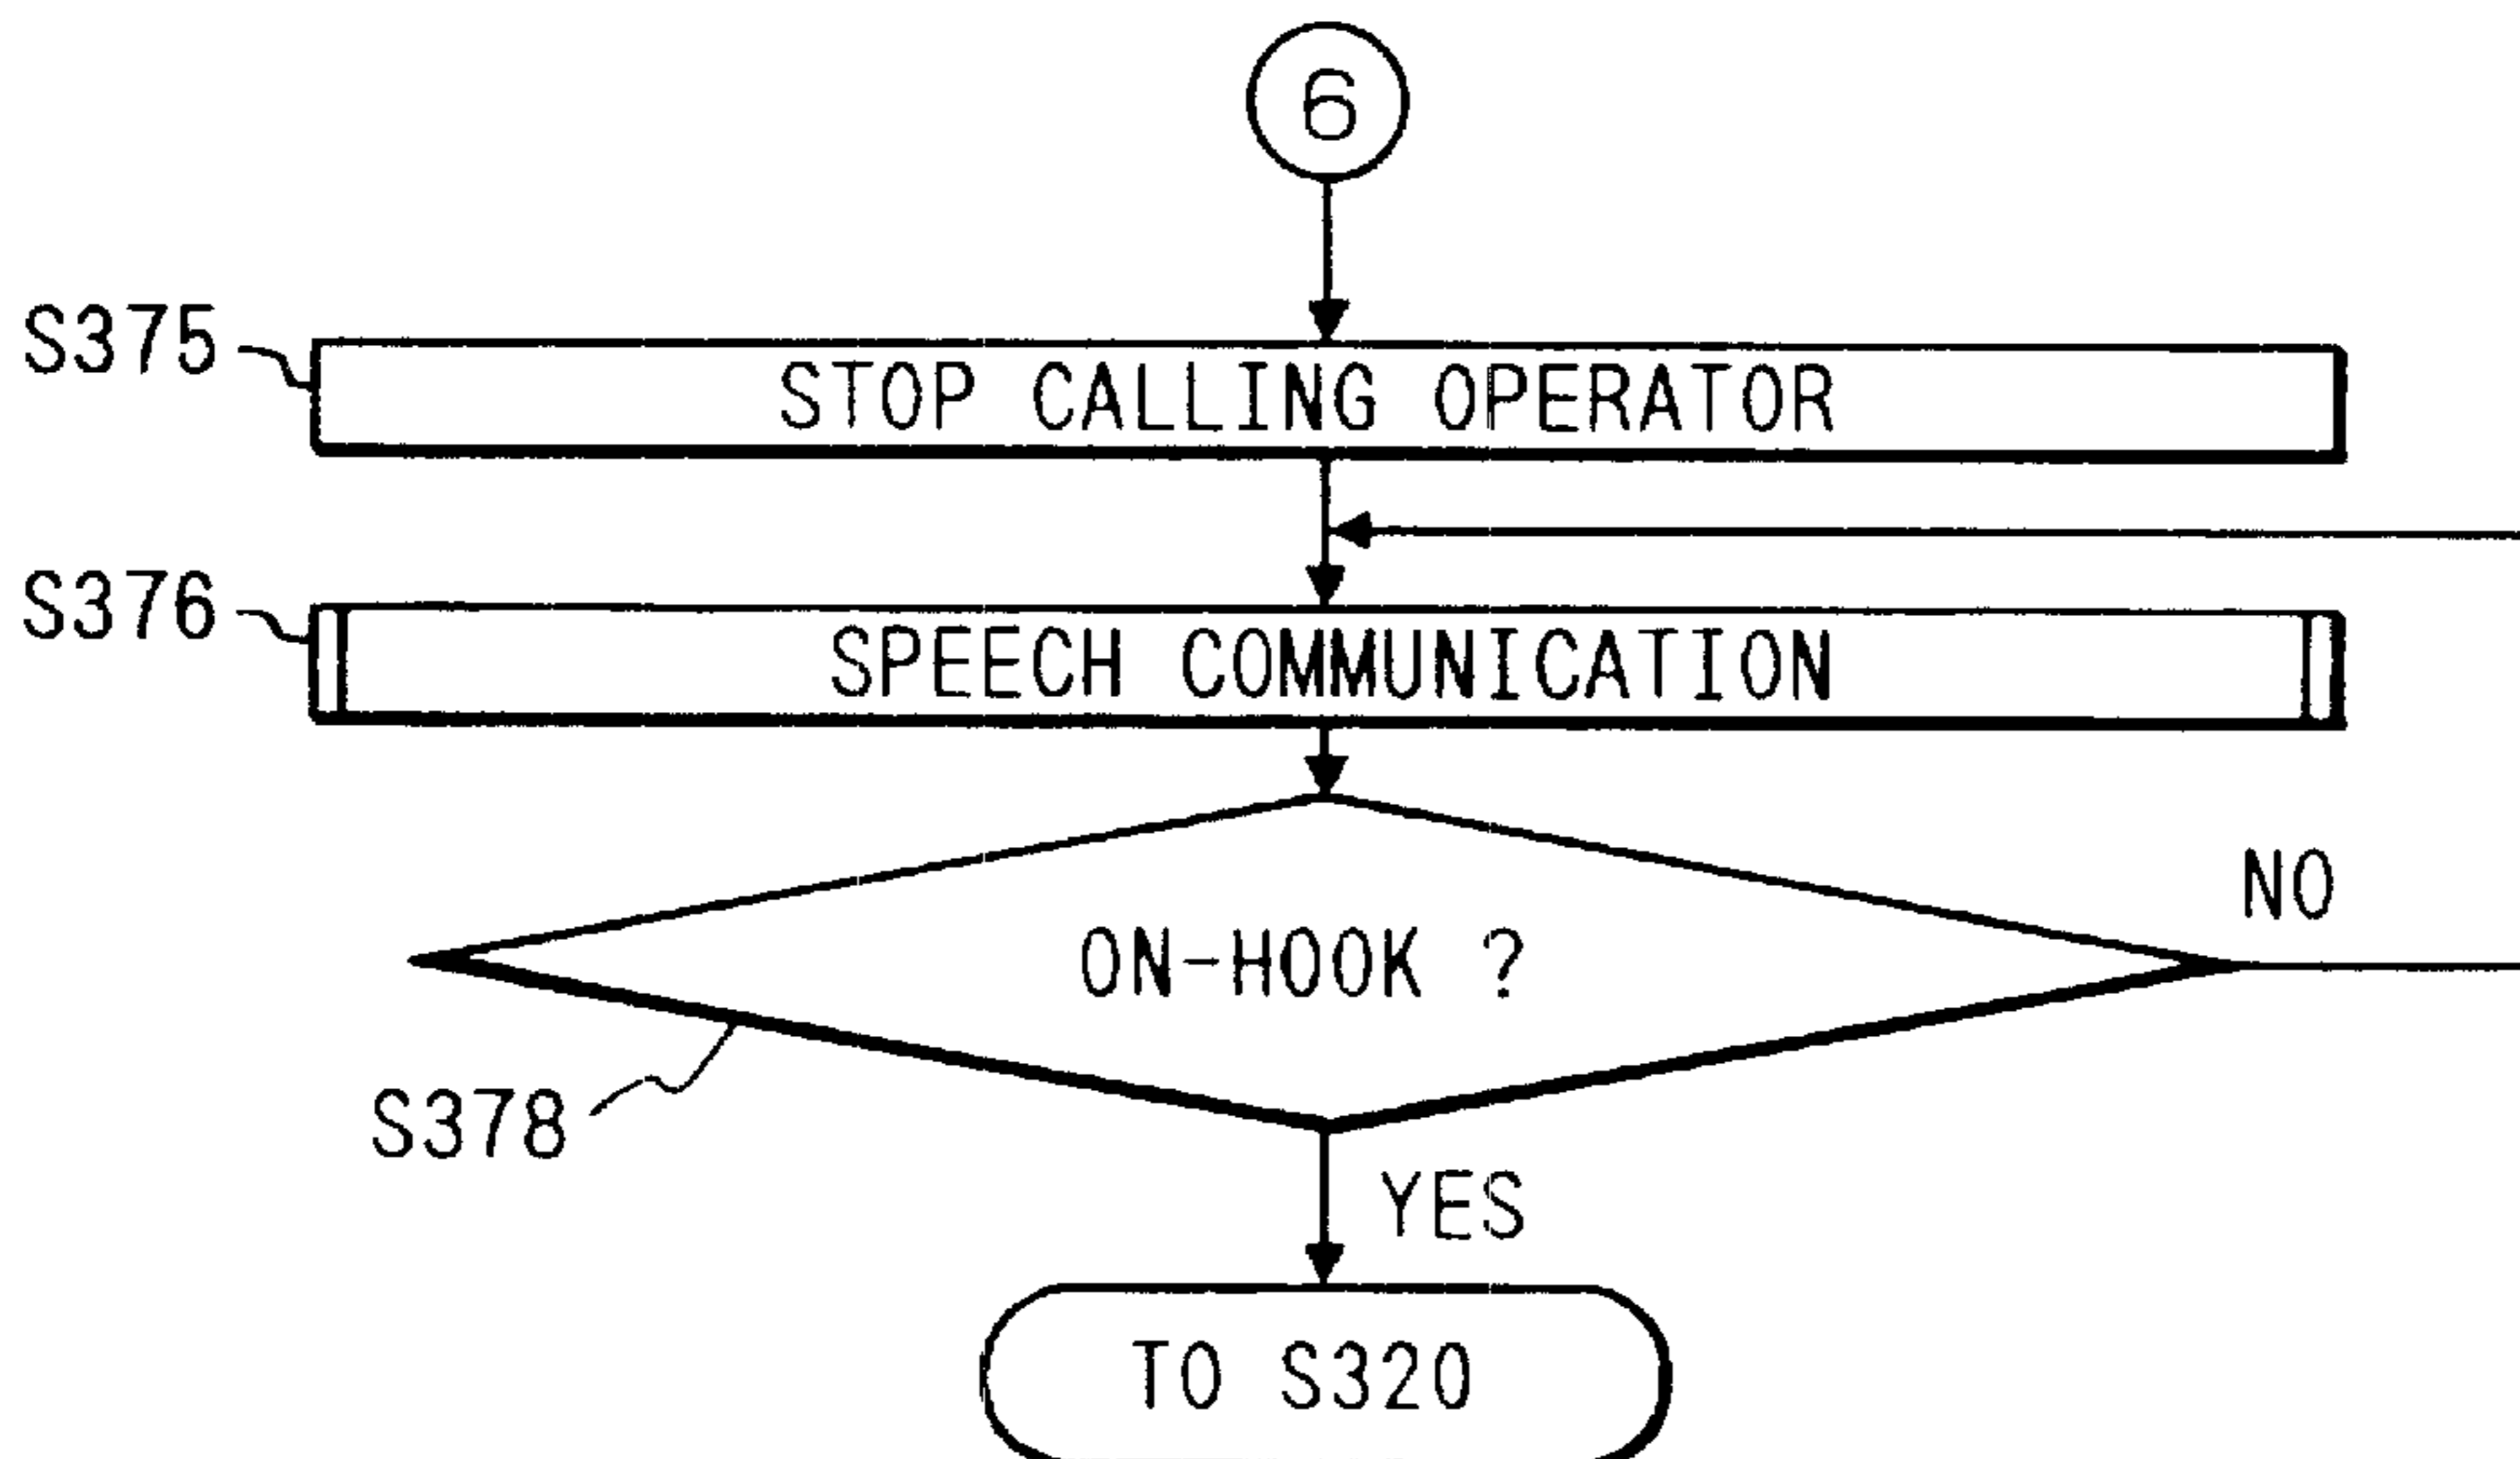 6
S375
STOP CALLING OPERATOR
S376
SPEECH COMMUNICATION
NO
ON-HOOK ?
S378
YES
TO S320